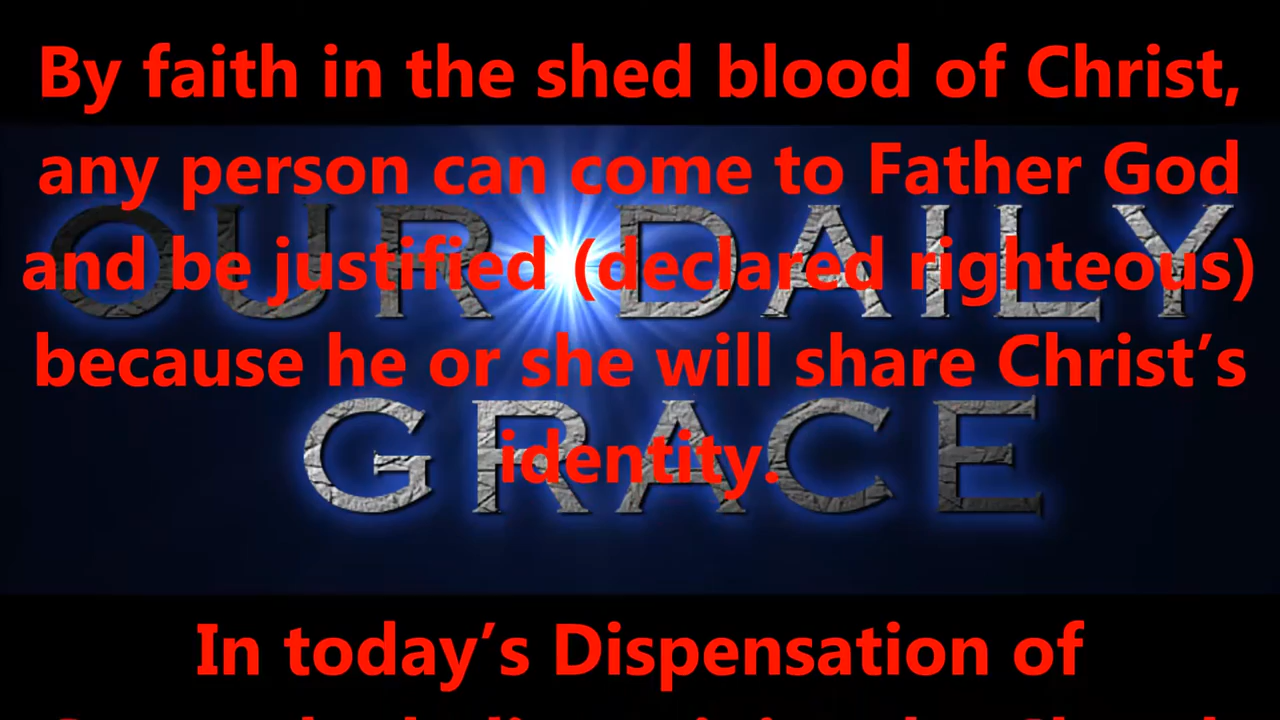 By faith in the shed blood of Christ,
any person can come to Father God
OUR DAILY
and be justified (declared righteous)
because he or she will share Christ’s
GRACE
identity.
In today’s Dispensation of